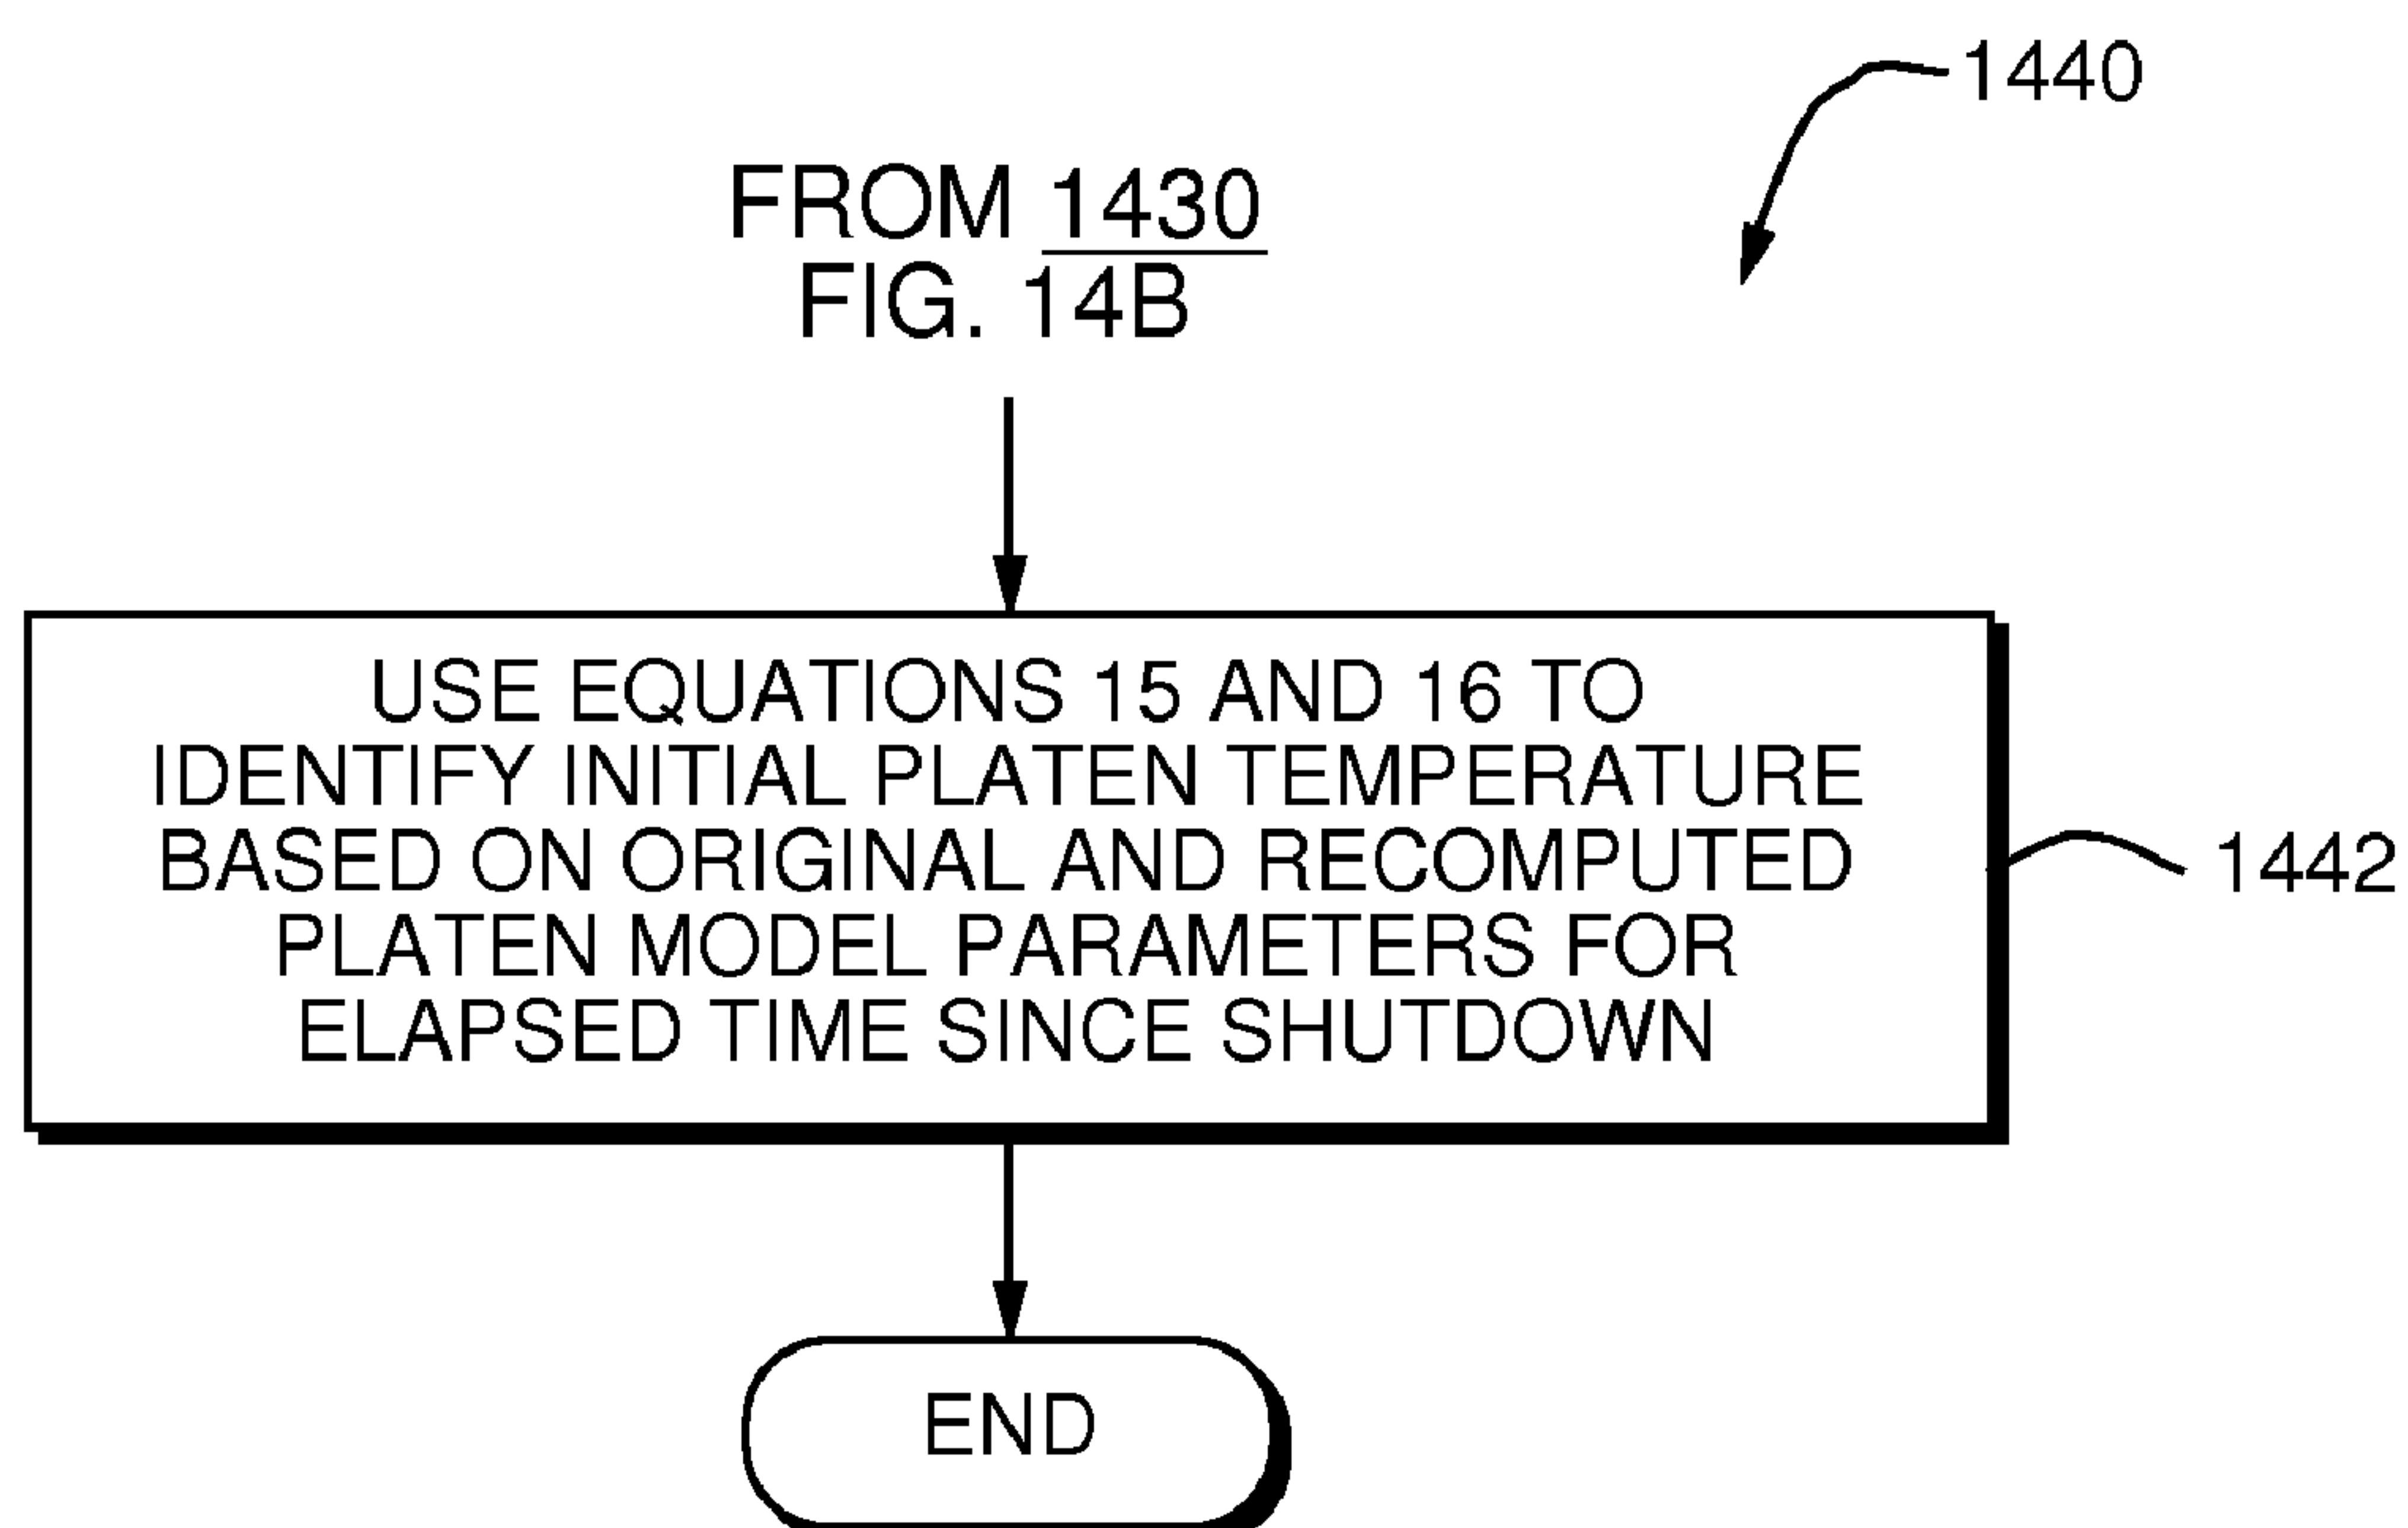 1440
FROM 1430
FIG. 14B
USE EQUATIONS 15 AND 16 TO
IDENTIFY INITIAL PLATEN TEMPERATURE
BASED ON ORIGINAL AND RECOMPUTED
PLATEN MODEL PARAMETERS FOR
ELAPSED TIME SINCE SHUTDOWN
1442
END